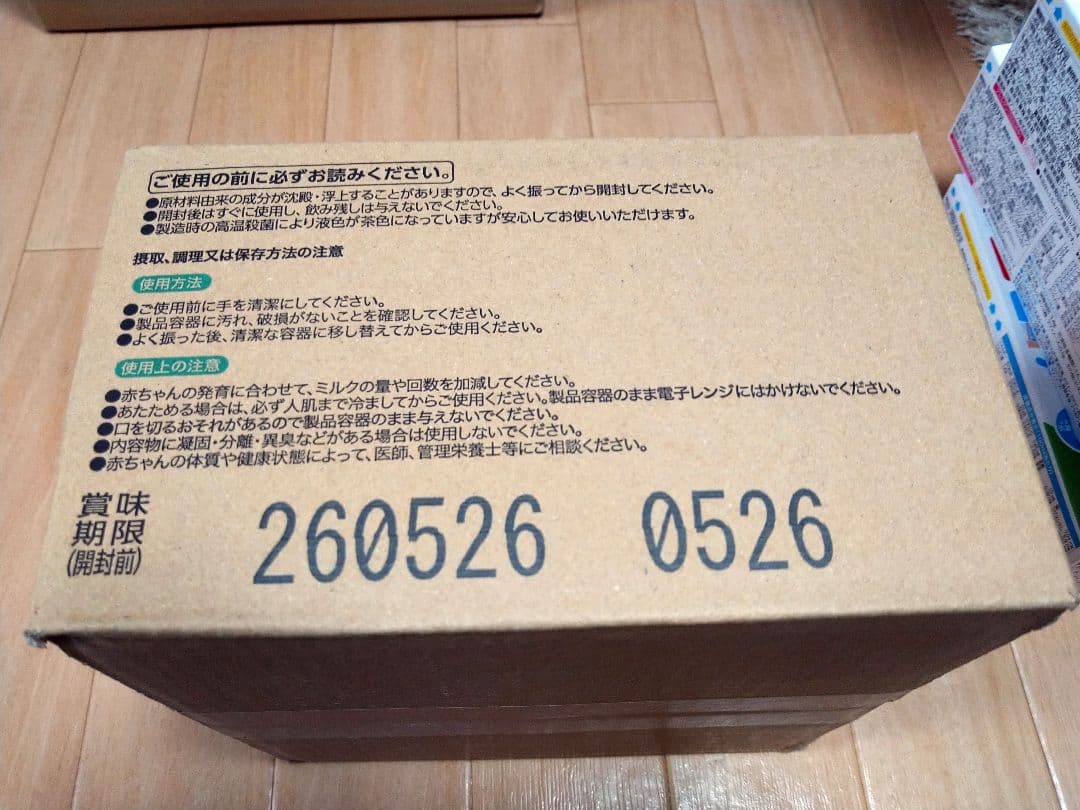 ご使用の前に必ずお読みください。
●原材料由来の成分が沈殿・浮上することがありますので、よく振ってから開封してください。
●開封後はすぐに使用し、飲み残しは与えないでください。
●製造時の高温殺菌により液色が茶色になっていますが安心してお使いいただけます。
摂取、調理又は保存方法の注意
使用方法
●ご使用前に手を清潔にしてください。
●製品容器に汚れ、破損がないことを確認してください。
●よく振った後、清潔な容器に移し替えてからご使用ください。
使用上の注意
●赤ちゃんの発育に合わせて、ミルクの量や回数を加減してください。
●あたためる場合は、必ず人肌まで冷ましてからご使用ください。製品容器のまま電子レンジにはかけないでください。
●口を切るおそれがあるので製品容器のまま与えないでください。
●内容物に凝固・分離・異臭などがある場合は使用しないでください。
●赤ちゃんの体質や健康状態によって、医師、管理栄養士等にご相談ください。
賞味
期限
(開封前)
260526 0526